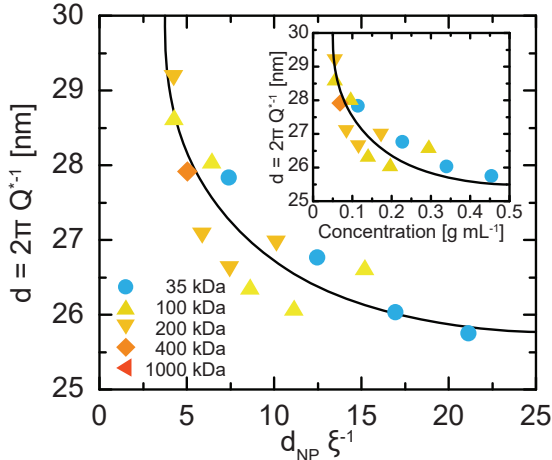 30
29
28
27
26
25
d = 2π Q*⁻¹ [nm]
0 5 10 15 20 25
d_NP ξ⁻¹
35 kDa
100 kDa
200 kDa
400 kDa
1000 kDa
30
29
28
27
26
25
d = 2π Q*⁻¹ [nm]
0 0.1 0.2 0.3 0.4 0.5
Concentration [g mL⁻¹]